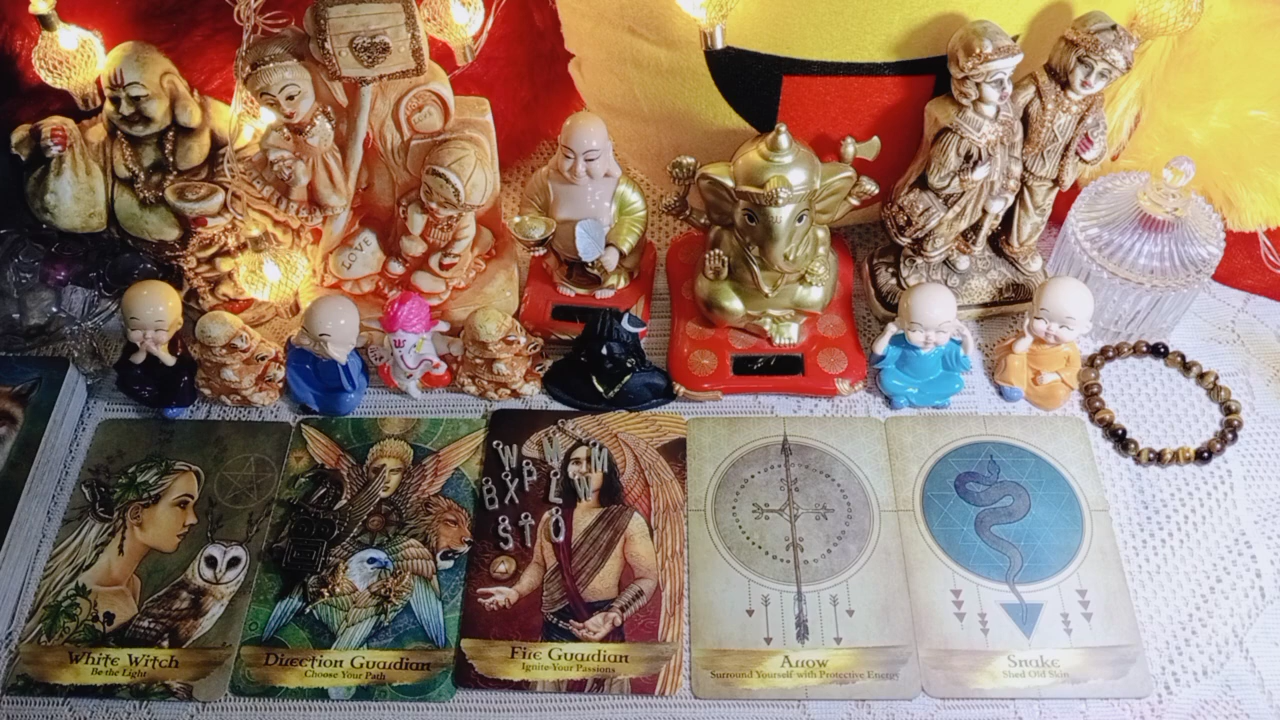 LOVE
LOVE
W W M
B X P L W
S T O
White Witch
Be the Light
Direction Guardian
Choose Your Path
Fire Guardian
Ignite Your Passions
Arrow
Surround Yourself with Protective Energy
Snake
Shed Old Skin